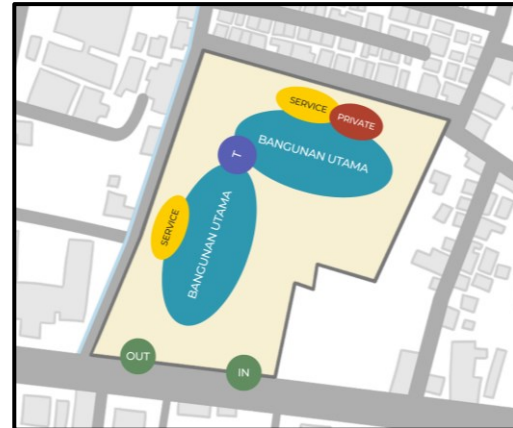 SERVICE
PRIVATE
BANGUNAN UTAMA
T
SERVICE
BANGUNAN UTAMA
OUT
IN